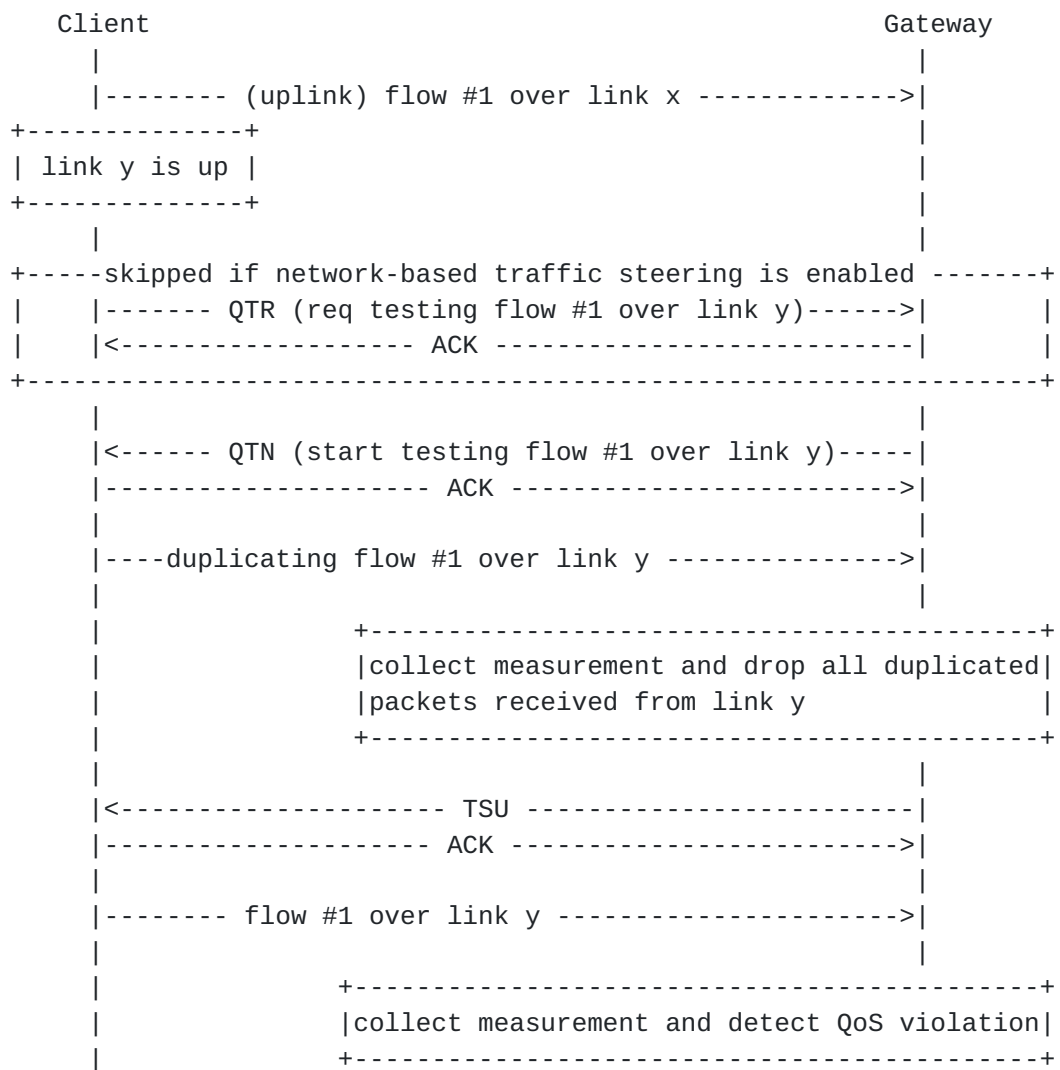 Client                                               Gateway
     |                                                    |
     |-------- (uplink) flow #1 over link x ------------->|
+--------------+                                          |
| link y is up |                                          |
+--------------+                                          |
     |                                                    |
+-----skipped if network-based traffic steering is enabled -------+
|    |------- QTR (req testing flow #1 over link y)------>|       |
|    |<------------------- ACK ---------------------------|       |
+-----------------------------------------------------------------+
     |                                                    |
     |<------ QTN (start testing flow #1 over link y)-----|
     |--------------------- ACK ------------------------->|
     |                                                    |
     |----duplicating flow #1 over link y --------------->|
     |                                                    |
     |                +-------------------------------------------+
     |                |collect measurement and drop all duplicated|
     |                |packets received from link y               |
     |                +-------------------------------------------+
     |                                                    |
     |<--------------------- TSU -------------------------|
     |--------------------- ACK ------------------------->|
     |                                                    |
     |-------- flow #1 over link y ---------------------->|
     |                                                    |
     |               +--------------------------------------------+
     |               |collect measurement and detect QoS violation|
     |               +--------------------------------------------+